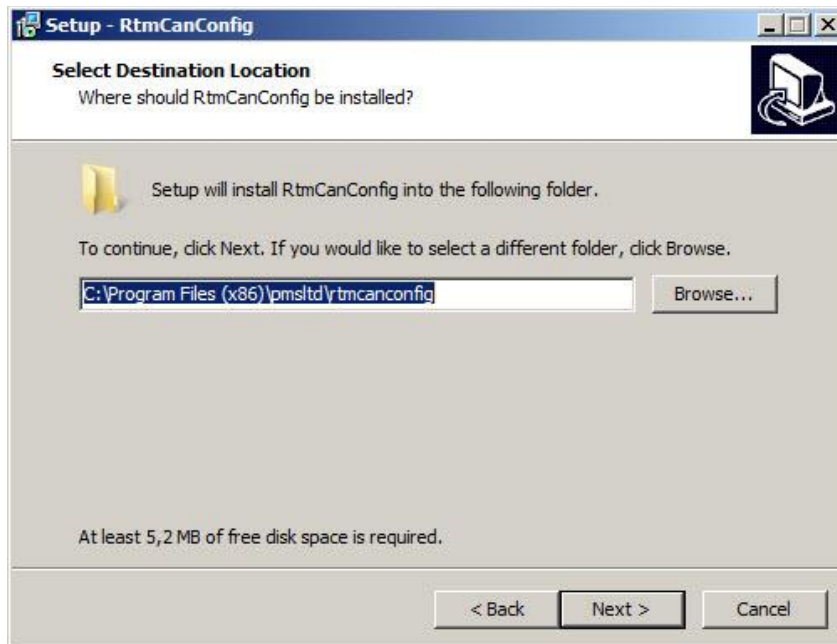 Setup - RtmCanConfig
Select Destination Location
Where should RtmCanConfig be installed?
Setup will install RtmCanConfig into the following folder.
To continue, click Next. If you would like to select a different folder, click Browse.
C:\Program Files (x86)\pmsltd\rtmcanconfig
Browse...
At least 5,2 MB of free disk space is required.
< Back
Next >
Cancel